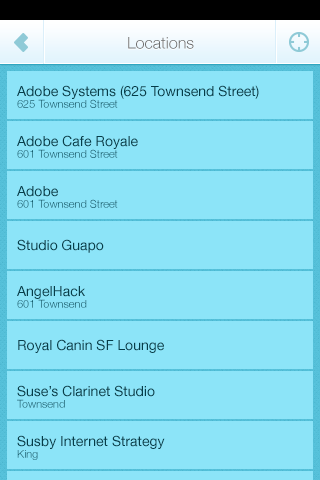 Locations
Adobe Systems (625 Townsend Street)
625 Townsend Street
Adobe Cafe Royale
601 Townsend Street
Adobe
601 Townsend Street
Studio Guapo
AngelHack
601 Townsend
Royal Canin SF Lounge
Suse's Clarinet Studio
Townsend
Susby Internet Strategy
King